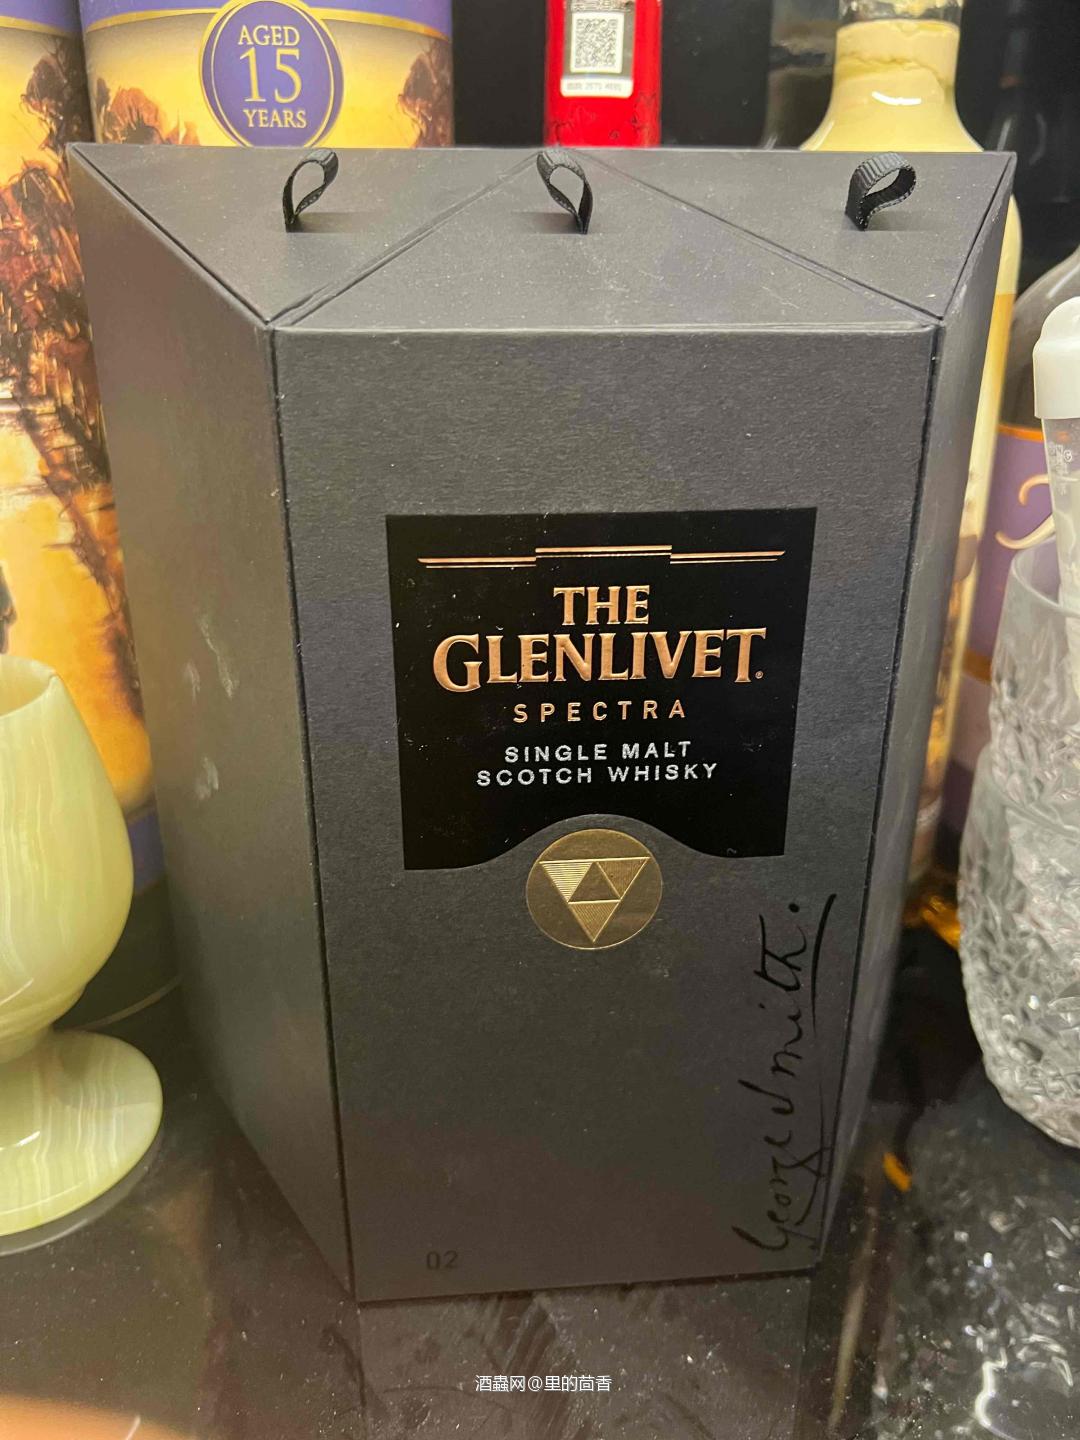 AGED
15
YEARS
THE
GLENLIVET®
SPECTRA
SINGLE MALT
SCOTCH WHISKY
George Smith.
02
酒蟲网@里的茴香